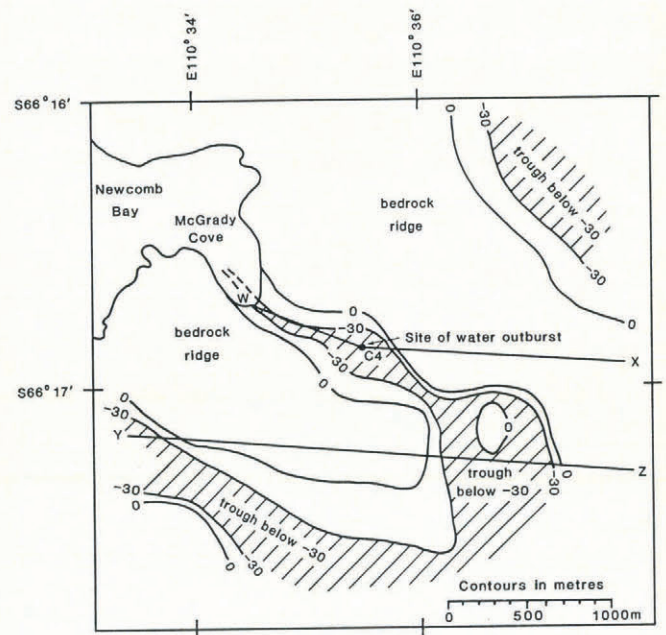 E110° 34'
E110° 36'
S66° 16'
0
-30
trough below -30
Newcomb
Bay
McGrady
Cove
bedrock
ridge
-30
W
0
0
-30
Site of water outburst
bedrock
ridge
-30
C4
X
0
S66° 17'
0
-30
Y
0
trough
below -30
-30
0
Z
-30
0
trough below -30
0
-30
Contours in metres
0
500
1000m